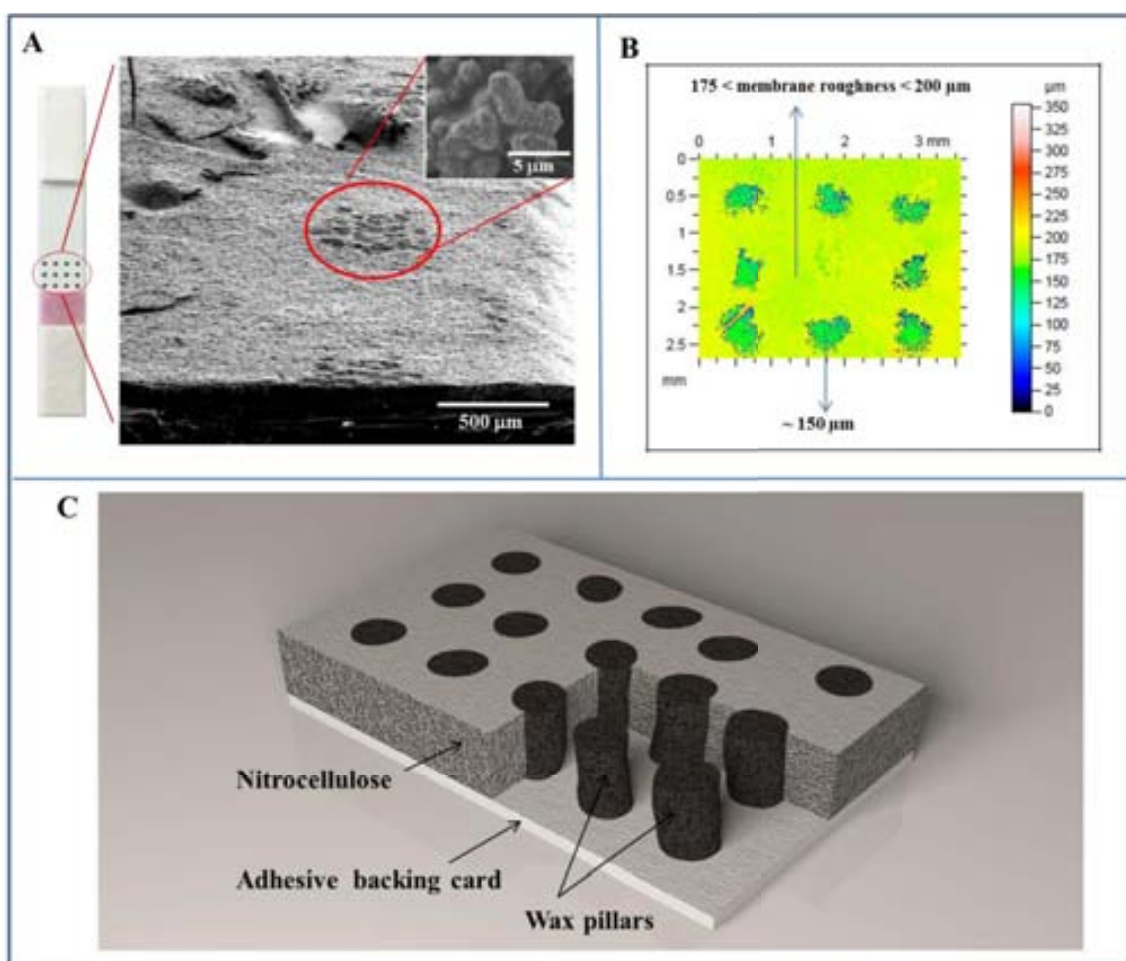 A
5 µm
500 µm
B
175 < membrane roughness < 200 µm
µm
0 1 2 3 mm
0
0.5
1
1.5
2
2.5
mm
350
325
300
275
250
225
200
175
150
125
100
75
50
25
0
~ 150 µm
C
Nitrocellulose
Adhesive backing card
Wax pillars